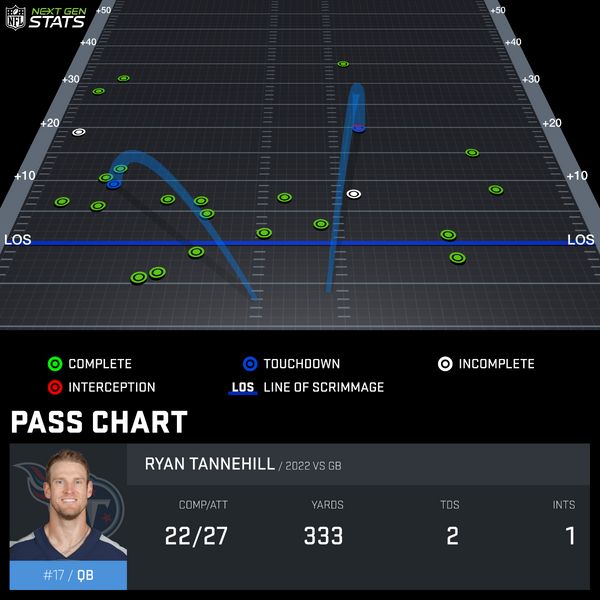 NFL NEXT GEN STATS
+50 +50
+40 +40
+30 +30
+20 +20
+10 +10
LOS LOS
COMPLETE TOUCHDOWN INCOMPLETE
INTERCEPTION LOS LINE OF SCRIMMAGE
PASS CHART
RYAN TANNEHILL / 2022 VS GB
COMP/ATT YARDS TDS INTS
22/27 333 2 1
#17 / QB